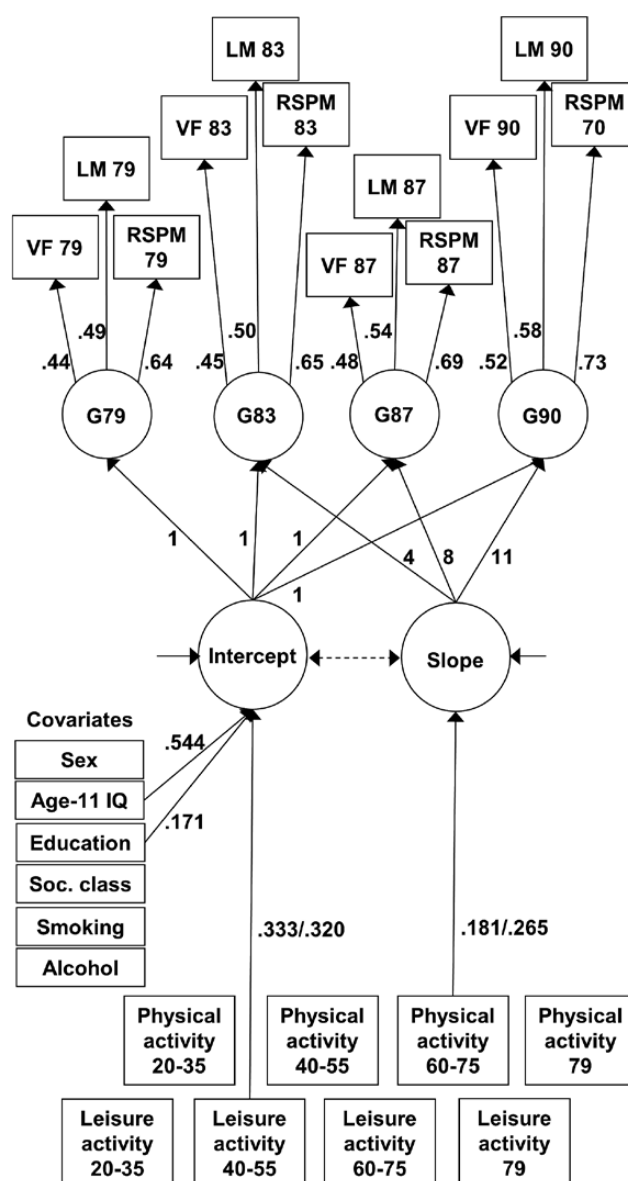 LM 83
LM 90
VF 83
RSPM
83
VF 90
RSPM
70
LM 79
LM 87
VF 79
RSPM
79
VF 87
RSPM
87
.49
.50
.54
.58
.44
.64
.45
.65
.48
.69
.52
.73
G79
G83
G87
G90
1
1
1
4
8
11
1
Intercept
Slope
Covariates
Sex
.544
Age-11 IQ
.171
Education
Soc. class
Smoking
.333/.320
.181/.265
Alcohol
Physical
activity
20-35
Physical
activity
40-55
Physical
activity
60-75
Physical
activity
79
Leisure
activity
20-35
Leisure
activity
40-55
Leisure
activity
60-75
Leisure
activity
79